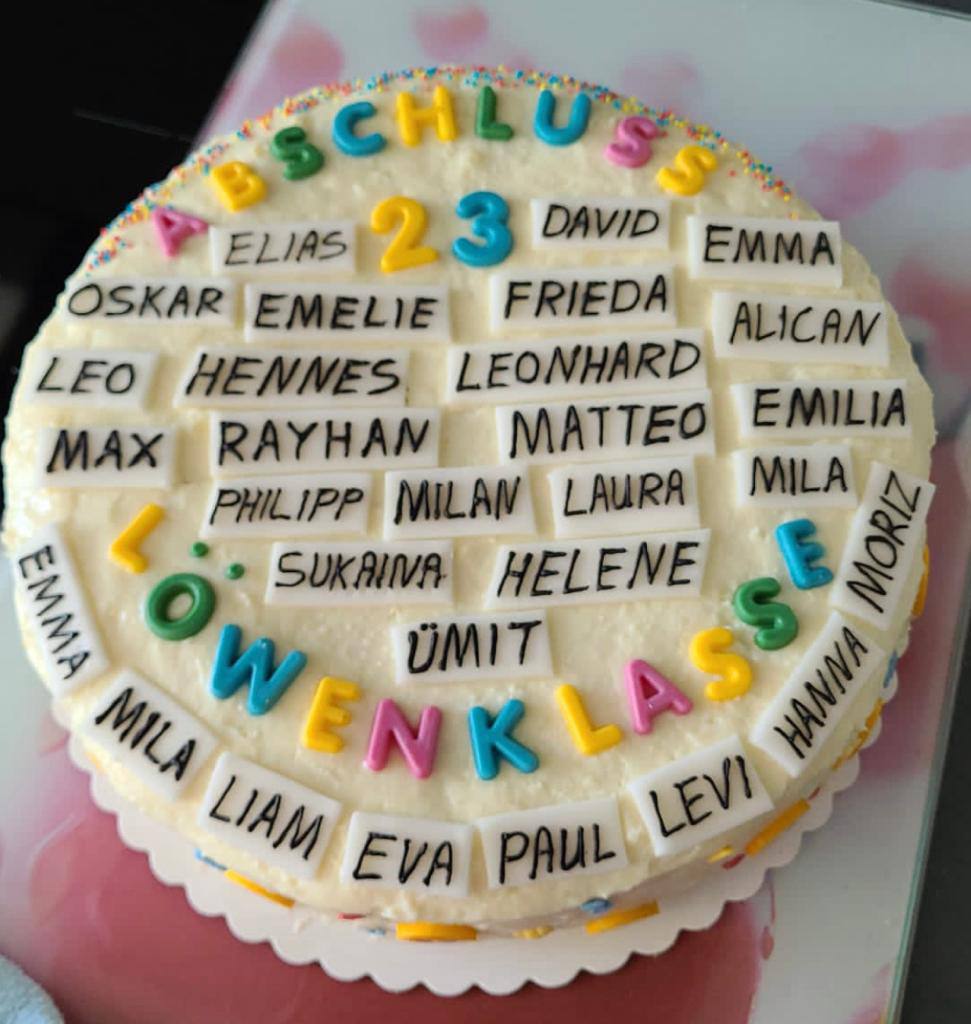 ABSCHLUSS
23
ELIAS DAVID EMMA
OSKAR EMELIE FRIEDA ALICAN
LEO HENNES LEONHARD EMILIA
MAX RAYHAN MATTEO MILA
PHILIPP MILAN LAURA MORIZ
SUKAINA HELENE
ÜMIT
LÖWENKLASSE
EMMA MILA LIAM EVA PAUL LEVI HANNA